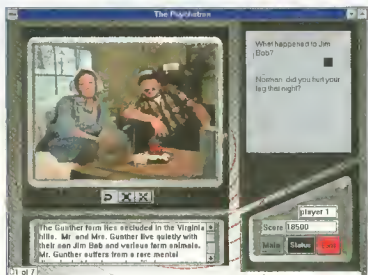 The Psychotron
What happened to Jim
Bob?
Norman, did you hurt your
leg that night?
The Gunther farm lies secluded in the Virginia
hills. Mr. and Mrs. Gunther live quietly with
their son Jim Bob and various farm animals.
Mr. Gunther suffers from a rare mental
player 1
Score 18500
Main Status Exit
1 of 7